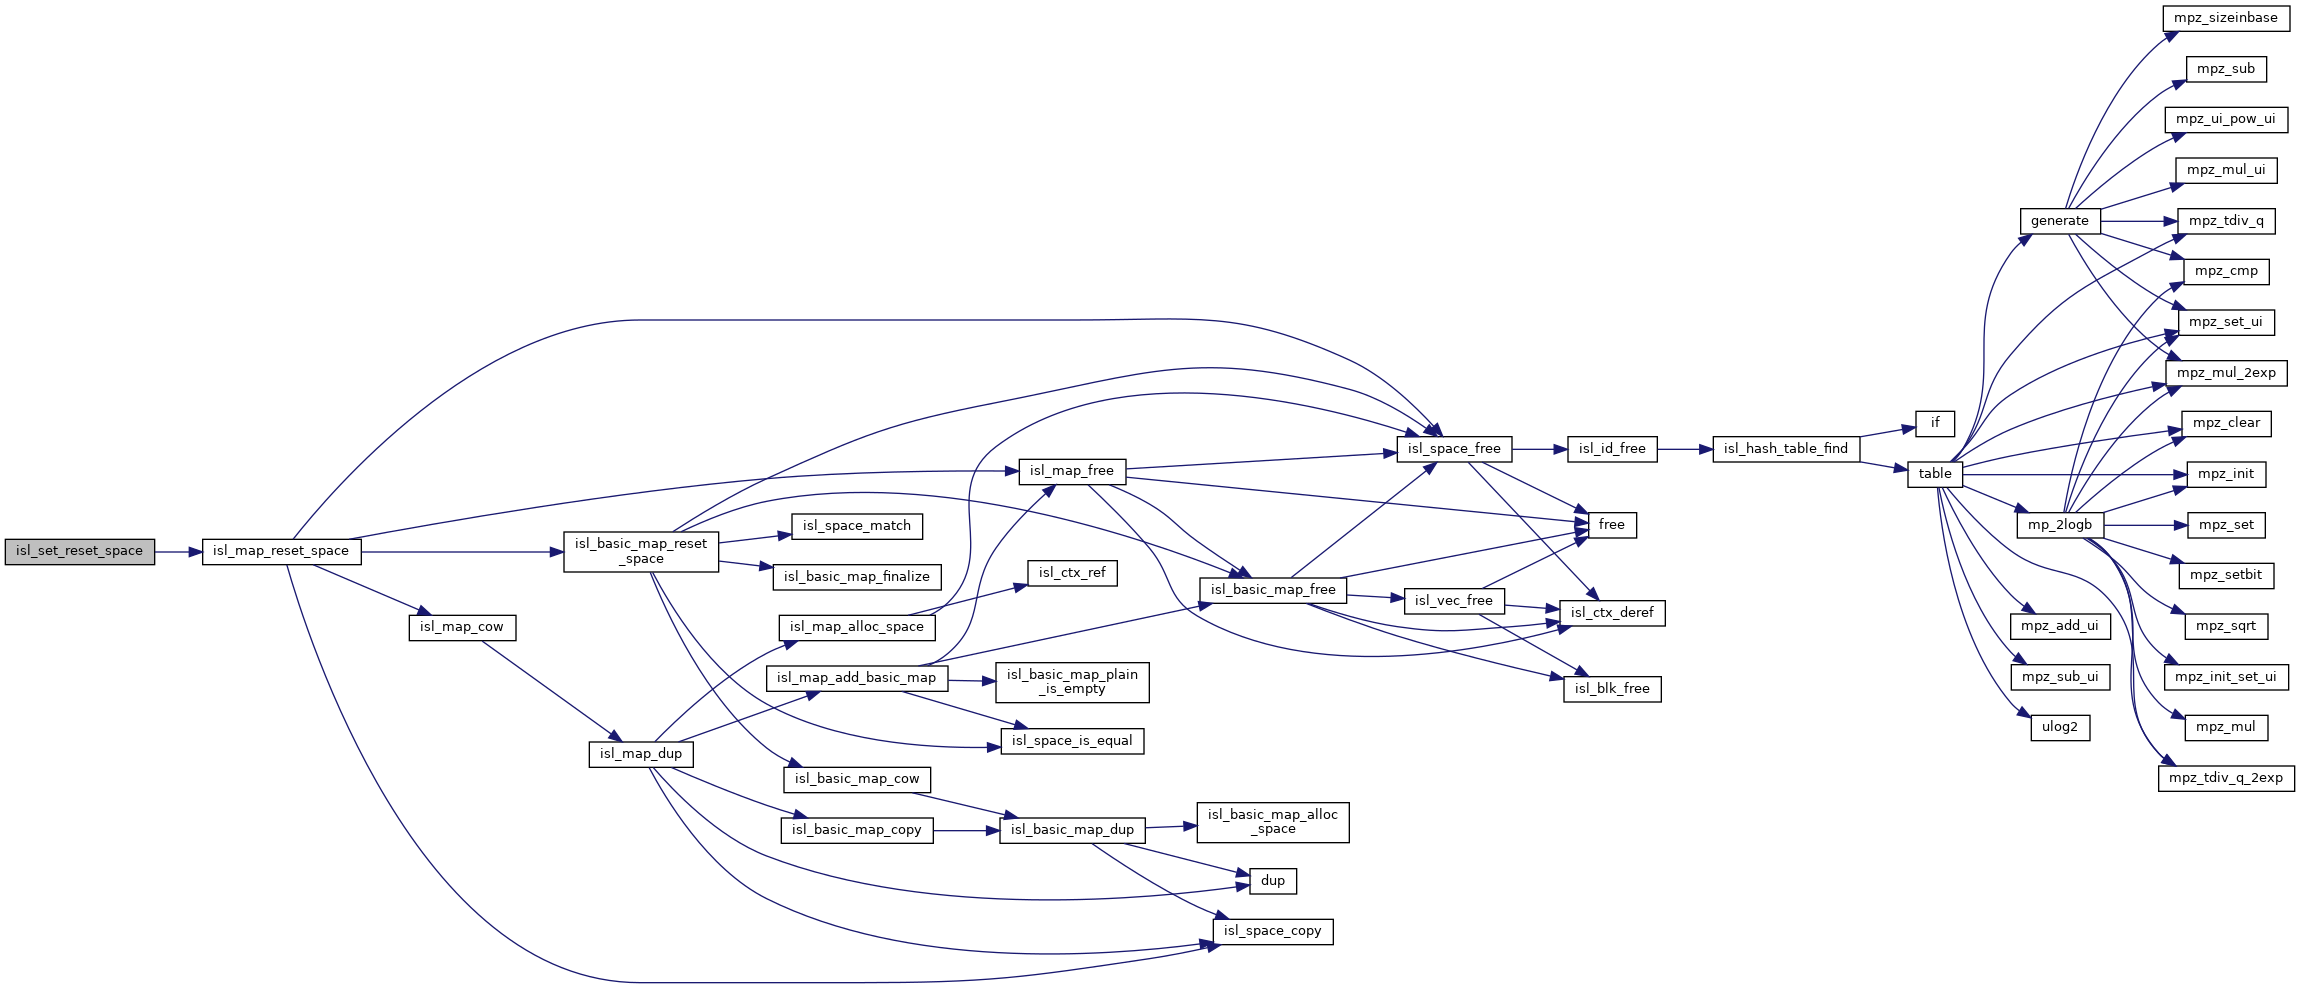 isl_set_reset_space
isl_map_reset_space
isl_map_cow
isl_basic_map_reset
_space
isl_map_dup
isl_space_match
isl_basic_map_finalize
isl_map_alloc_space
isl_map_add_basic_map
isl_basic_map_cow
isl_basic_map_copy
isl_map_free
isl_ctx_ref
isl_basic_map_plain
_is_empty
isl_space_is_equal
isl_basic_map_dup
isl_basic_map_free
isl_basic_map_alloc
_space
dup
isl_space_copy
isl_space_free
isl_vec_free
isl_id_free
free
isl_ctx_deref
isl_blk_free
isl_hash_table_find
if
table
generate
mp_2logb
mpz_add_ui
mpz_sub_ui
ulog2
mpz_sizeinbase
mpz_sub
mpz_ui_pow_ui
mpz_mul_ui
mpz_tdiv_q
mpz_cmp
mpz_set_ui
mpz_mul_2exp
mpz_clear
mpz_init
mpz_set
mpz_setbit
mpz_sqrt
mpz_init_set_ui
mpz_mul
mpz_tdiv_q_2exp